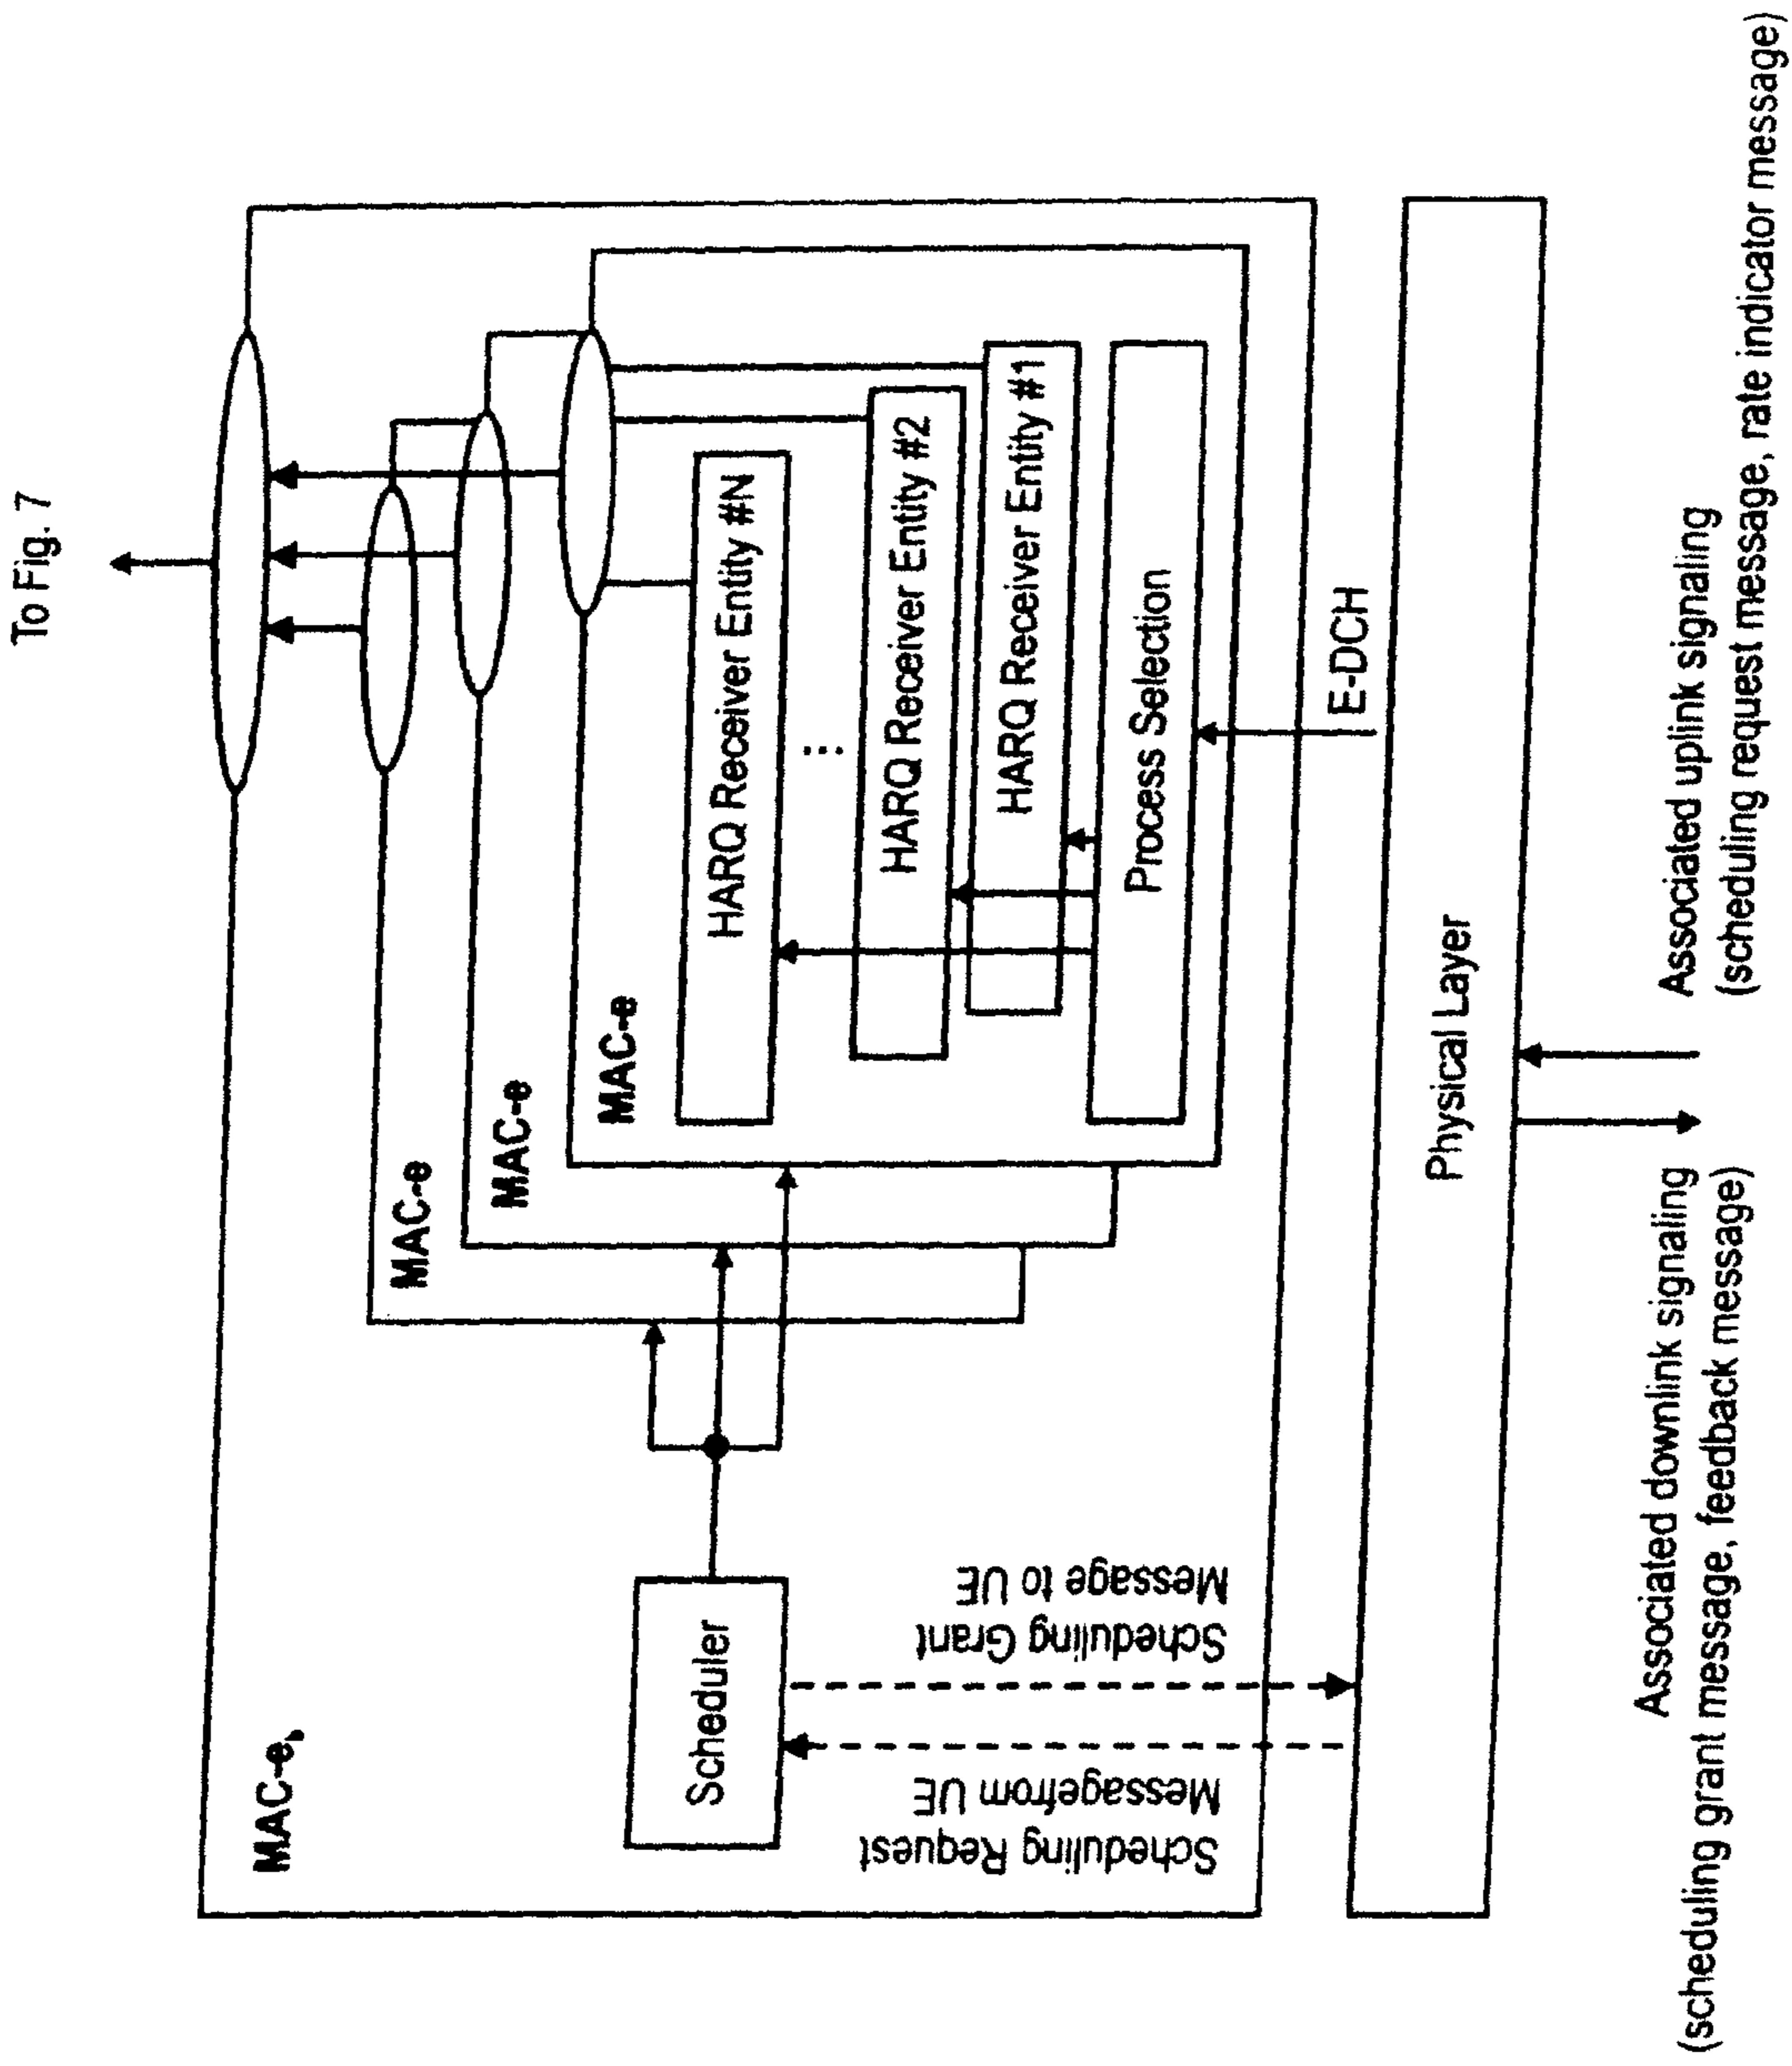 To Fig. 7
MAC-e b
MAC-e
MAC-e
MAC-e
HARQ Receiver Entity #N
...
HARQ Receiver Entity #2
HARQ Receiver Entity #1
Process Selection
Scheduler
Scheduling Request
Messagefrom UE
Scheduling Grant
Message to UE
E-DCH
Physical Layer
Associated downlink signaling
(scheduling grant message, feedback message)
Associated uplink signaling
(scheduling request message, rate indicator message)